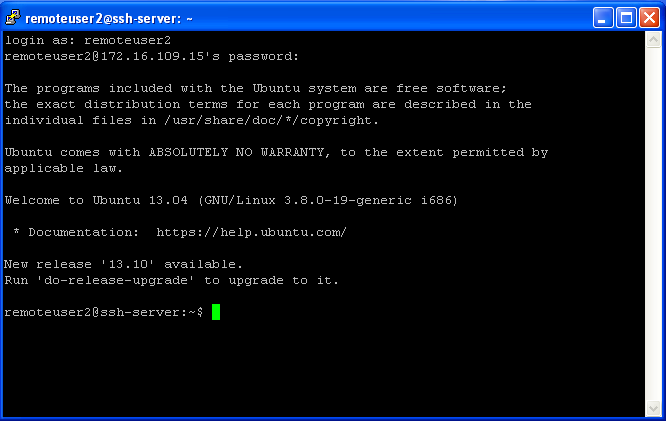 remoteuser2@ssh-server: ~
login as: remoteuser2
remoteuser2@172.16.109.15's password:
The programs included with the Ubuntu system are free software;
the exact distribution terms for each program are described in the
individual files in /usr/share/doc/*/copyright.
Ubuntu comes with ABSOLUTELY NO WARRANTY, to the extent permitted by
applicable law.
Welcome to Ubuntu 13.04 (GNU/Linux 3.8.0-19-generic i686)
* Documentation:  https://help.ubuntu.com/
New release '13.10' available.
Run 'do-release-upgrade' to upgrade to it.
remoteuser2@ssh-server:~$